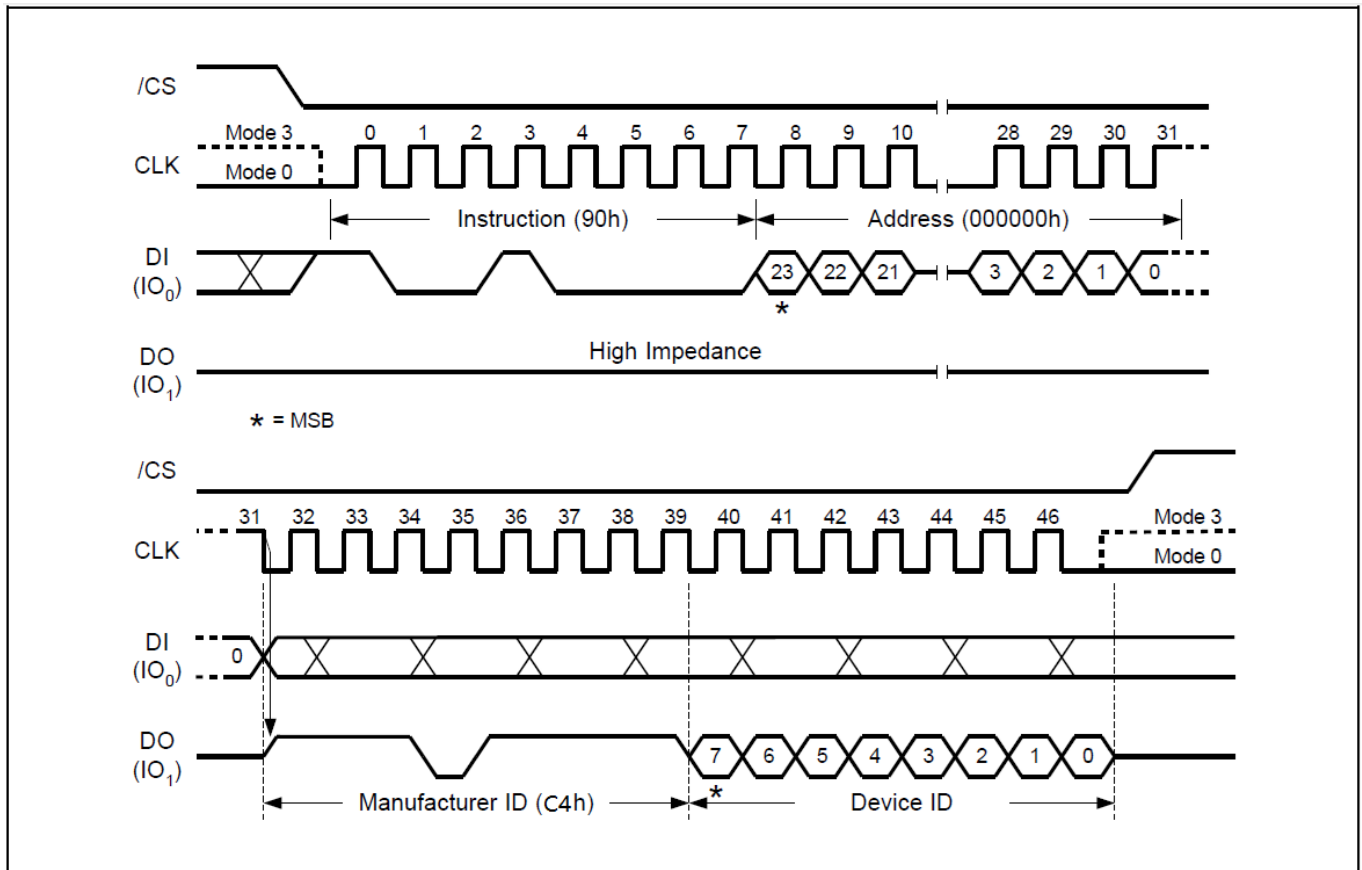 /CS
Mode 3 0 1 2 3 4 5 6 7 8 9 10 28 29 30 31
CLK
Mode 0
Instruction (90h) Address (000000h)
DI
(IO0) 23 22 21 3 2 1 0
*
High Impedance
DO
(IO1)
* = MSB
/CS
31 32 33 34 35 36 37 38 39 40 41 42 43 44 45 46 Mode 3
CLK
Mode 0
DI
(IO0) 0
DO
(IO1) 7 6 5 4 3 2 1 0
*
Manufacturer ID (C4h) Device ID